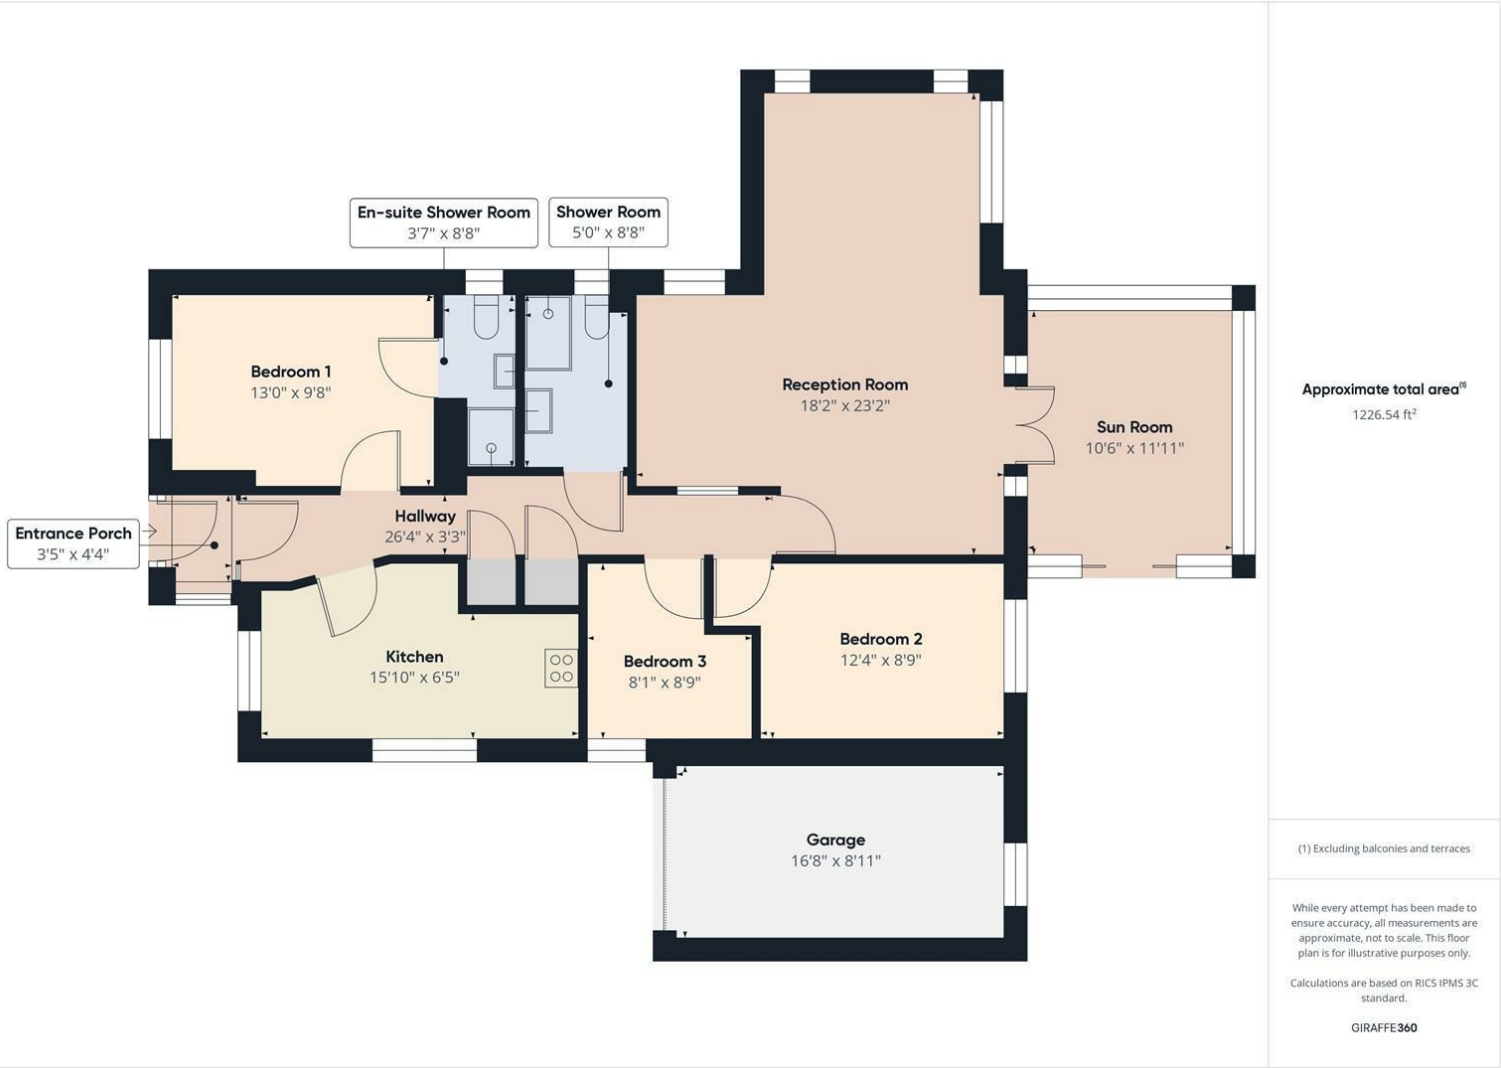 En-suite Shower Room
3'7" x 8'8"
Shower Room
5'0" x 8'8"
Bedroom 1
13'0" x 9'8"
Reception Room
18'2" x 23'2"
Sun Room
10'6" x 11'11"
Entrance Porch
3'5" x 4'4"
Hallway
26'4" x 3'3"
Kitchen
15'10" x 6'5"
Bedroom 3
8'1" x 8'9"
Bedroom 2
12'4" x 8'9"
Garage
16'8" x 8'11"
Approximate total area⁽¹⁾
1226.54 ft²
(1) Excluding balconies and terraces
While every attempt has been made to
ensure accuracy, all measurements are
approximate, not to scale. This floor
plan is for illustrative purposes only.
Calculations are based on RICS IPMS 3C
standard.
GIRAFFE360